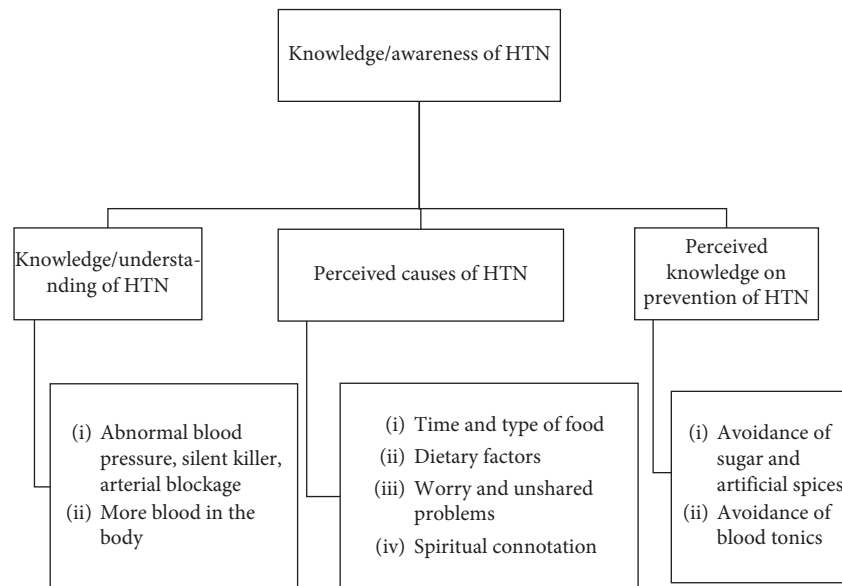 Knowledge/awareness of HTN
Knowledge/understa-
nding of HTN
Perceived causes of HTN
Perceived
knowledge on
prevention of HTN
(i) Abnormal blood
pressure, silent killer,
arterial blockage
(ii) More blood in the
body
(i) Time and type of food
(ii) Dietary factors
(iii) Worry and unshared
problems
(iv) Spiritual connotation
(i) Avoidance of
sugar and
artificial spices
(ii) Avoidance of
blood tonics